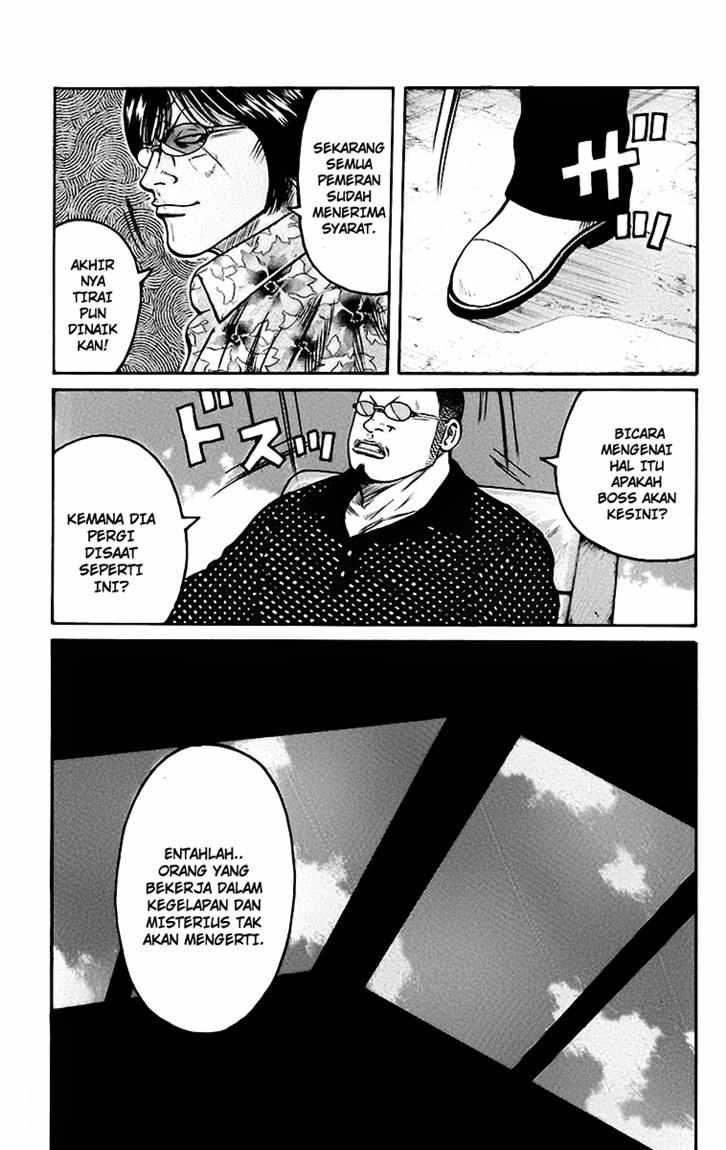 サ"ッ
SEKARANG
SEMUA
PEMERAN
SUDAH
MENERIMA
SYARAT.
AKHIR
NYA
TIRAI
PUN
DINAIK
KAN!
BICARA
MENGENAI
HAL ITU
APAKAH
BOSS AKAN
KESINI?
ドスッ
KEMANA DIA
PERGI
DISAAT
SEPERTI
INI?
ENTAHLAH..
ORANG YANG
BEKERJA DALAM
KEGELAPAN DAN
MISTERIUS TAK
AKAN MENGERTI.